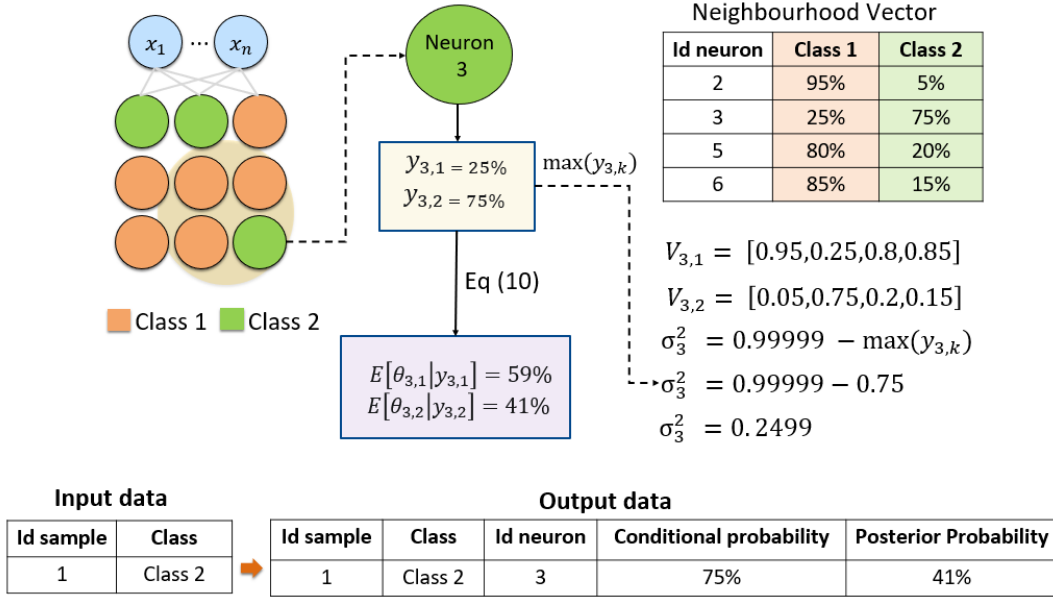 x₁ ... xₙ
Neuron
3
Class 1 Class 2
y₃,₁ = 25%
y₃,₂ = 75%
max(y₃,ₖ)
Eq (10)
E[θ₃,₁|y₃,₁] = 59%
E[θ₃,₂|y₃,₂] = 41%
Neighbourhood Vector
Id neuron Class 1 Class 2
2 95% 5%
3 25% 75%
5 80% 20%
6 85% 15%
V₃,₁ = [0.95,0.25,0.8,0.85]
V₃,₂ = [0.05,0.75,0.2,0.15]
σ₃² = 0.99999 − max(y₃,ₖ)
σ₃² = 0.99999 − 0.75
σ₃² = 0.2499
Input data
Id sample Class
1 Class 2
Output data
Id sample Class Id neuron Conditional probability Posterior Probability
1 Class 2 3 75% 41%